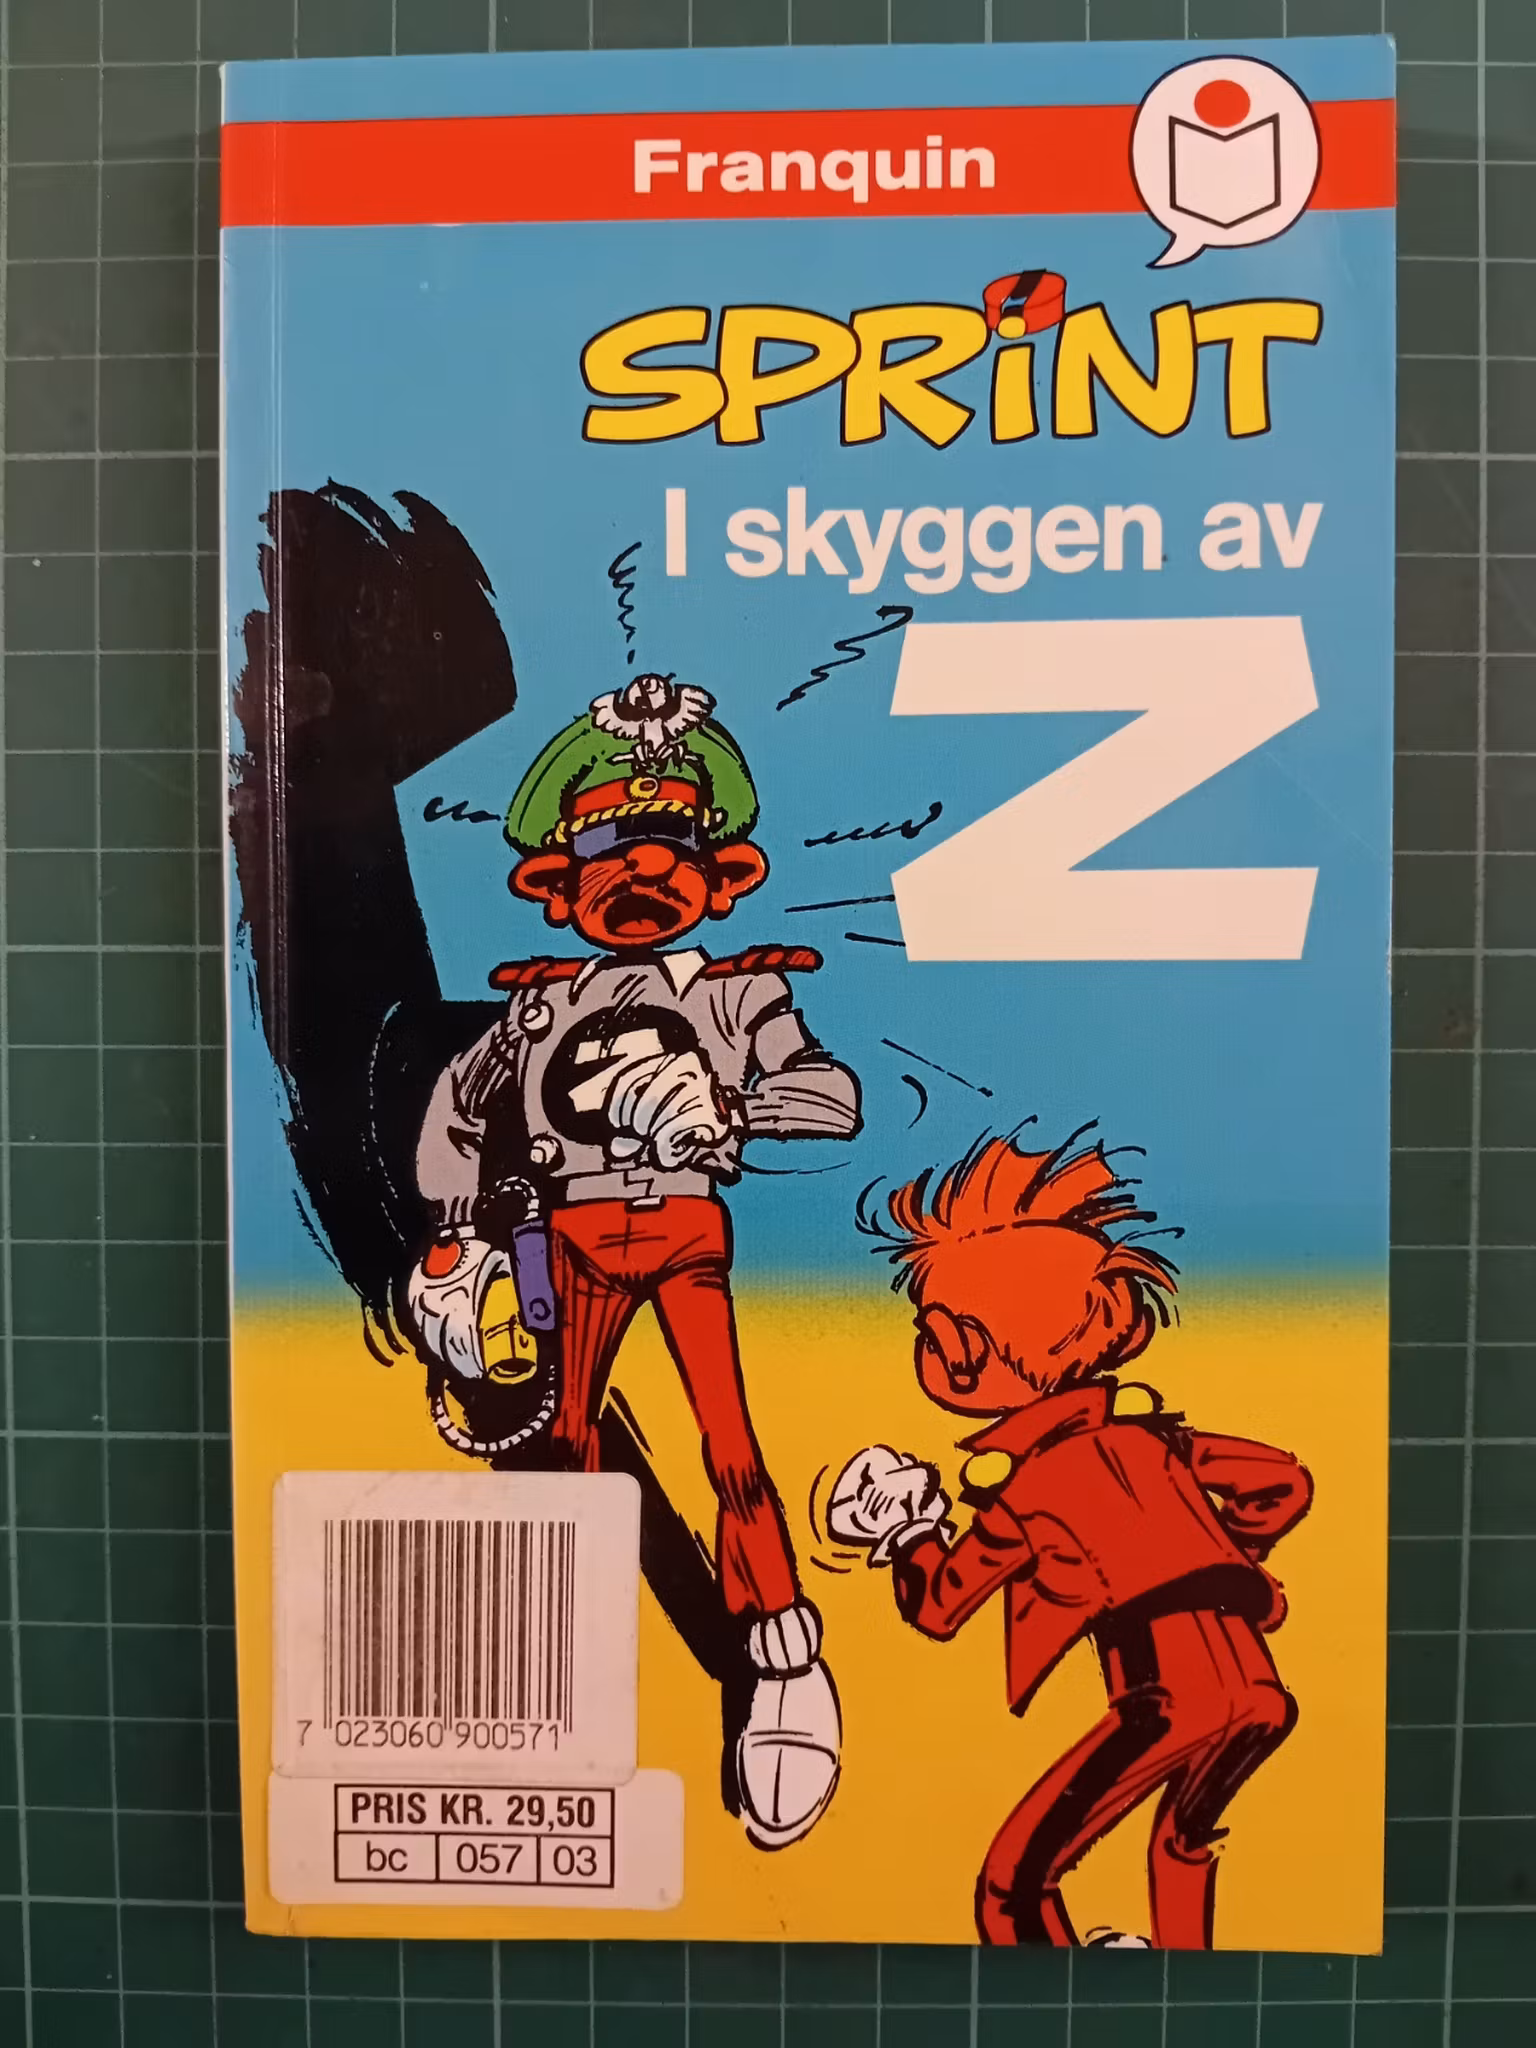 Franquin
SPRiNT
I skyggen av
Z
Z
7 023060 900571
PRIS KR. 29,50
bc 057 03